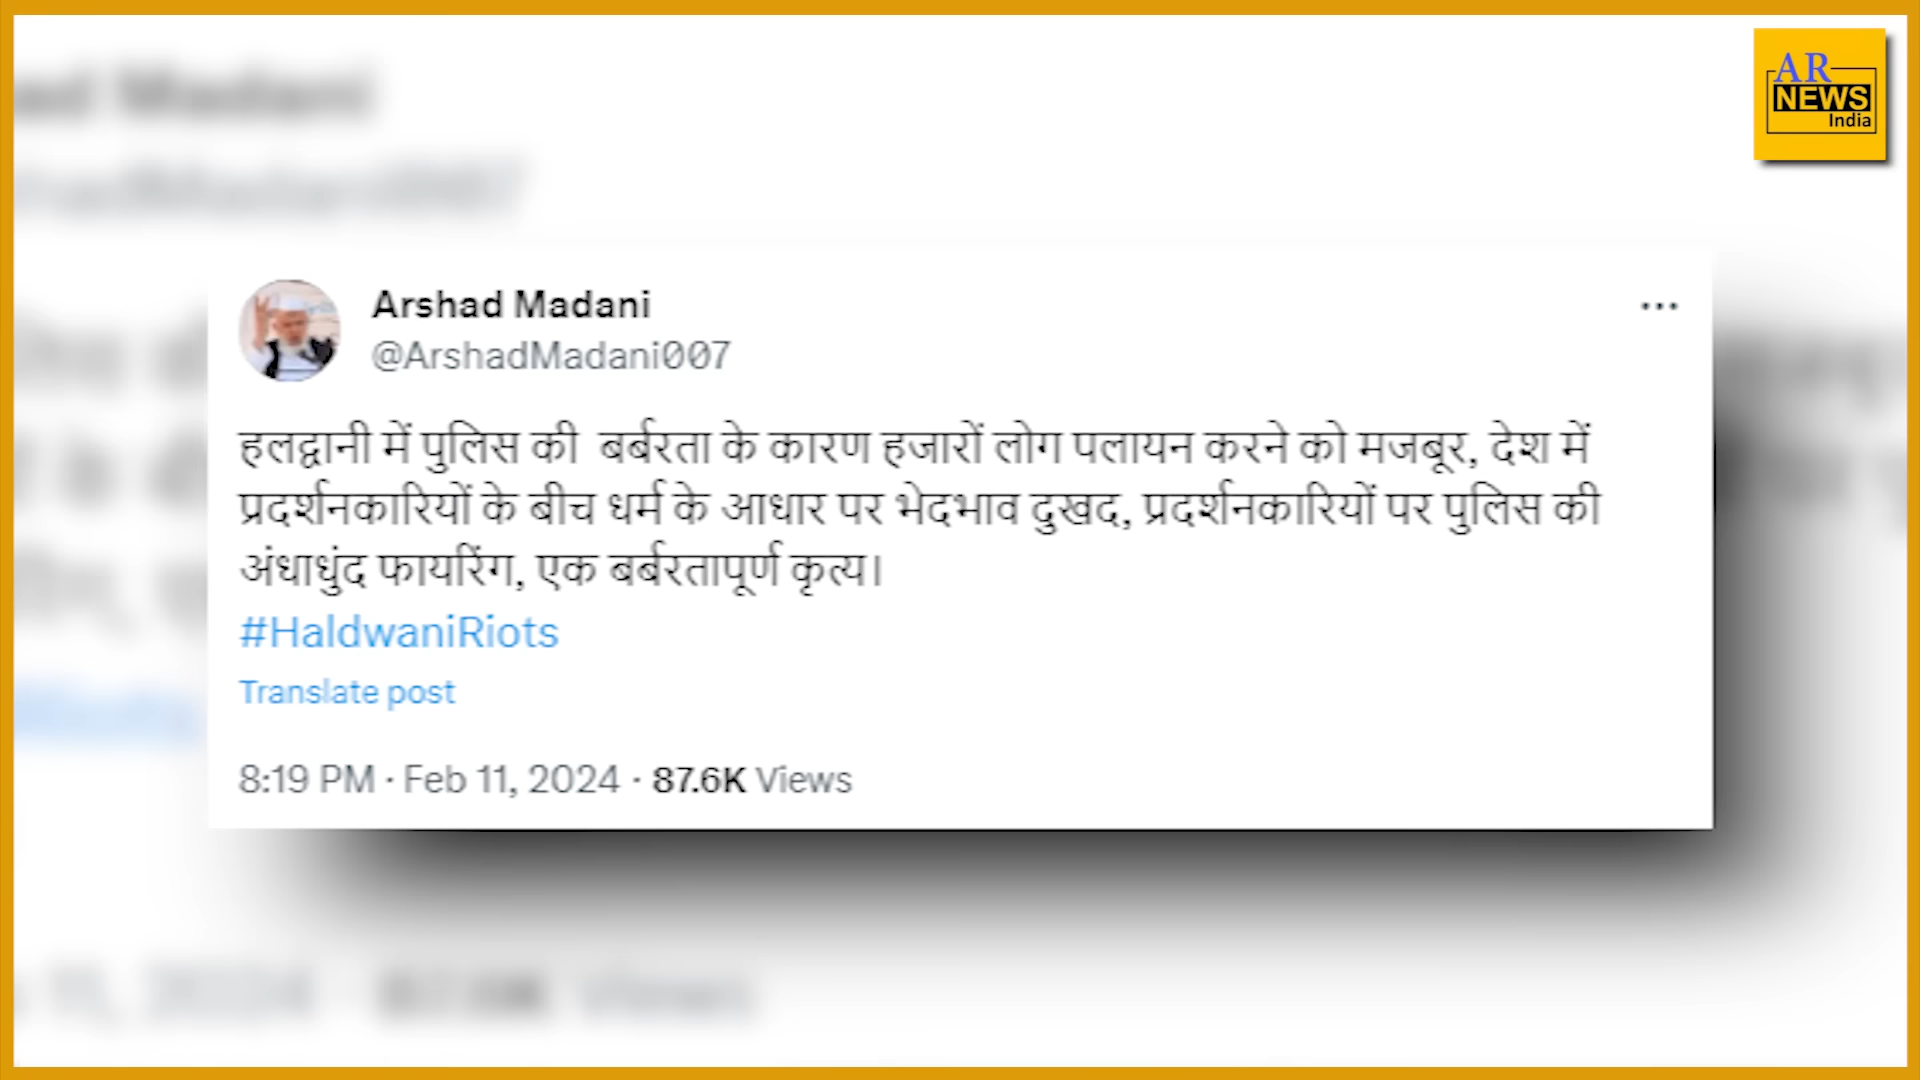 AR
NEWS
India
Arshad Madani
@ArshadMadani007
हलद्वानी में पुलिस की बर्बरता के कारण हजारों लोग पलायन करने को मजबूर, देश में
प्रदर्शनकारियों के बीच धर्म के आधार पर भेदभाव दुखद, प्रदर्शनकारियों पर पुलिस की
अंधाधुंद फायरिंग, एक बर्बरतापूर्ण कृत्य।
#HaldwaniRiots
Translate post
8:19 PM · Feb 11, 2024 · 87.6K Views